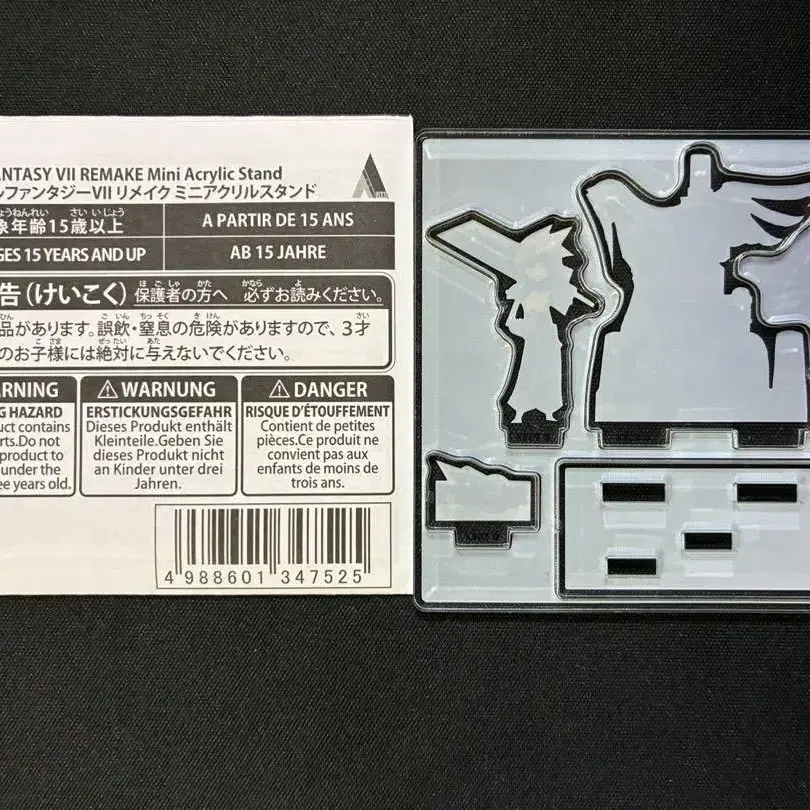 NTASY VII REMAKE Mini Acrylic Stand
ルファンタジーVII リメイク ミニアクリルスタンド
象年齢15歳以上
A PARTIR DE 15 ANS
GES 15 YEARS AND UP
AB 15 JAHRE
告(けいこく) 保護者の方へ 必ずお読みください。
品があります。誤飲・窒息の危険がありますので、3才
のお子様には絶対に与えないでください。
RNING
G HAZARD
uct contains
rts.Do not
product to
under the
ee years old.
⚠WARNUNG
ERSTICKUNGSGEFAHR
Dieses Produkt enthält
Kleinteile.Geben Sie
dieses Produkt nicht
an Kinder unter drei
Jahren.
⚠DANGER
RISQUE D'ÉTOUFFEMENT
Contient de petites
pièces.Ce produit ne
convient pas aux
enfants de moins de
trois ans.
4 988601 347525